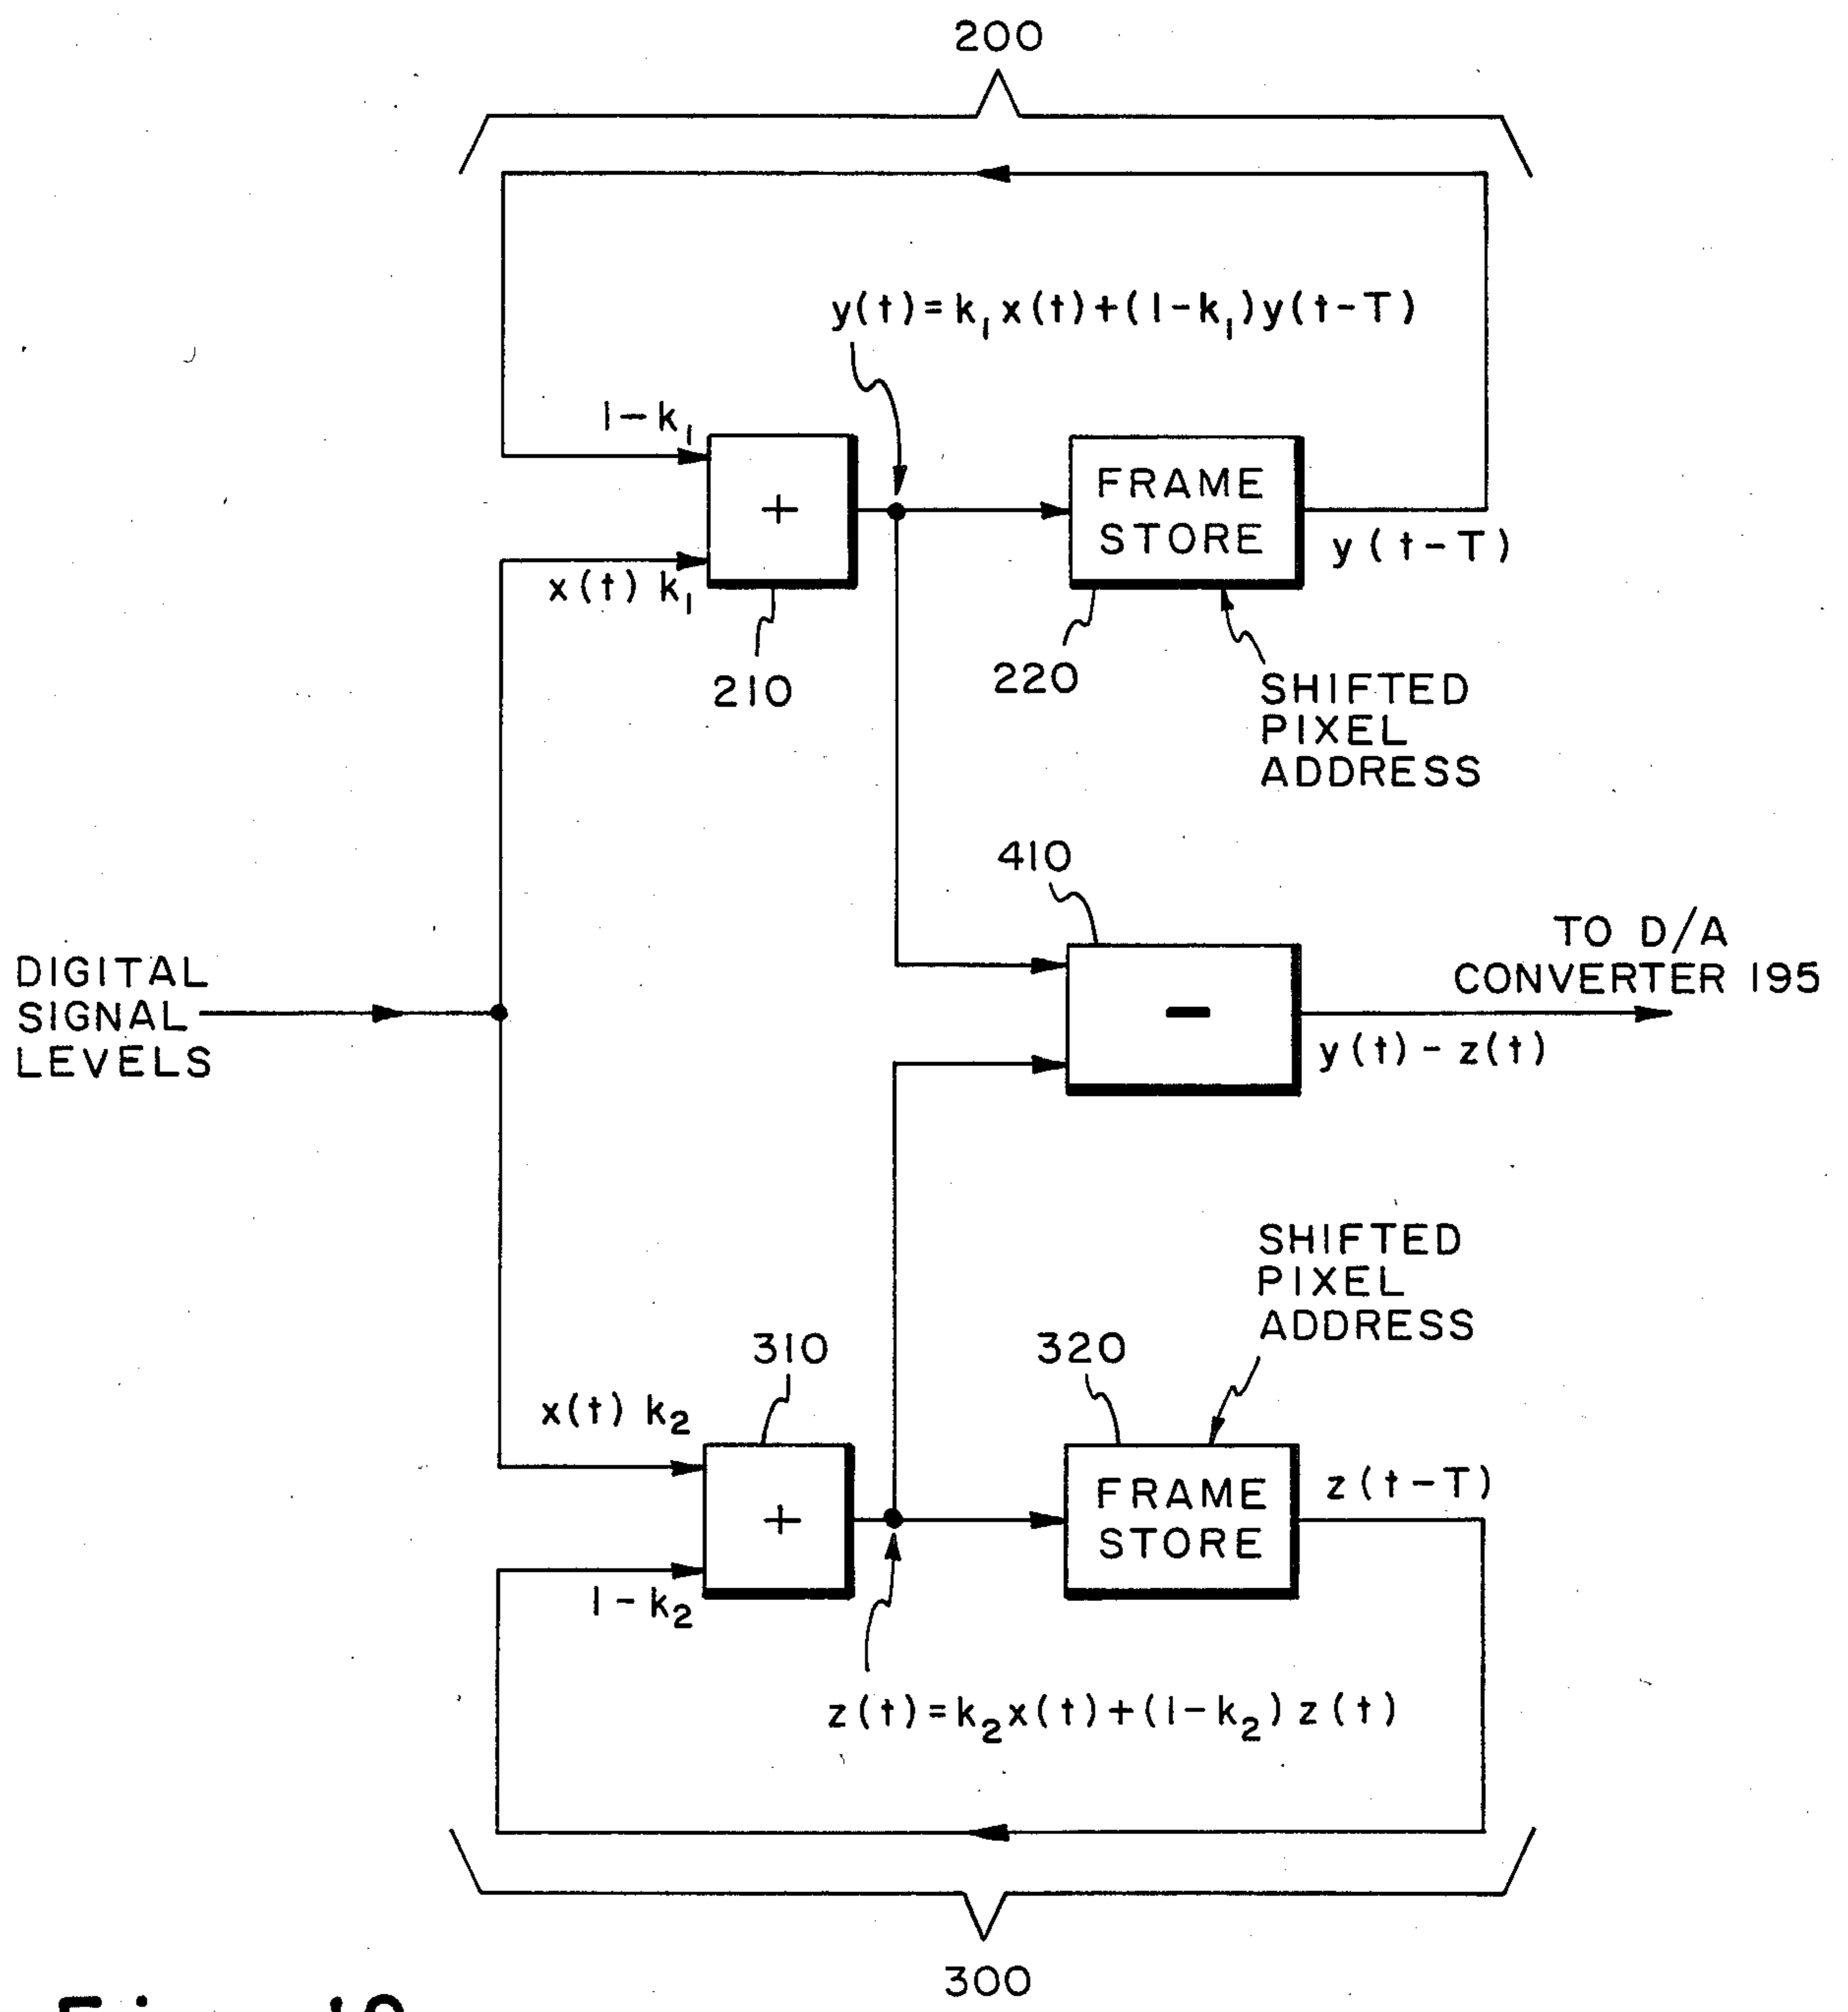 200
y(t)=k₁x(t)+(1-k₁)y(t-T)
1-k₁
+
FRAME
STORE
y(t-T)
x(t) k₁
210
220
SHIFTED
PIXEL
ADDRESS
410
DIGITAL
SIGNAL
LEVELS
-
TO D/A
CONVERTER 195
y(t)-z(t)
SHIFTED
PIXEL
ADDRESS
310
320
x(t) k₂
+
FRAME
STORE
z(t-T)
1-k₂
z(t)=k₂x(t)+(1-k₂)z(t)
300